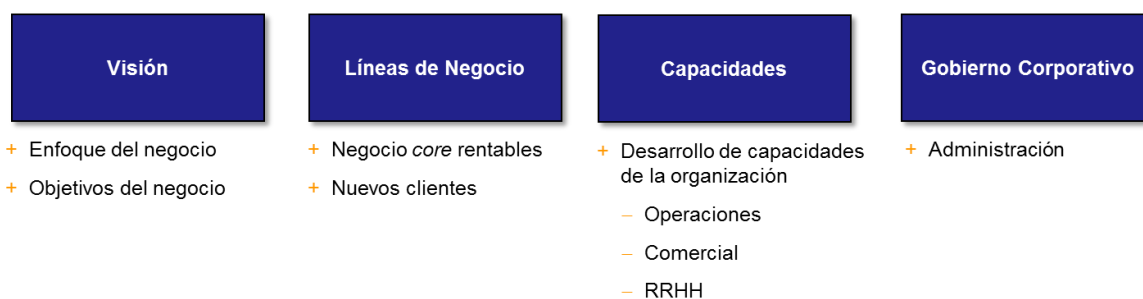 Visión
+ Enfoque del negocio
+ Objetivos del negocio
Líneas de Negocio
+ Negocio core rentables
+ Nuevos clientes
Capacidades
+ Desarrollo de capacidades
de la organización
– Operaciones
– Comercial
– RRHH
Gobierno Corporativo
+ Administración